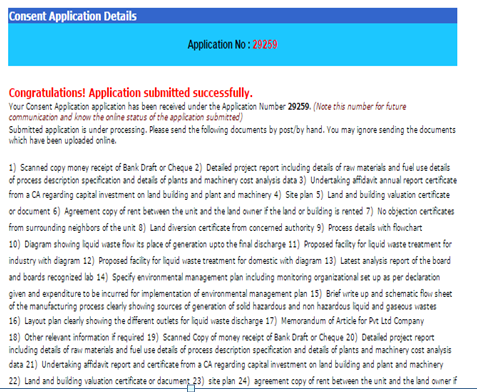 Consent Application Details
Application No : 29259
Congratulations! Application submitted successfully.
Your Consent Application application has been received under the Application Number 29259. (Note this number for future
communication and know the online status of the application submitted)
Submitted application is under processing. Please send the following documents by post/by hand. You may ignore sending the documents
which have been uploaded online.
1) Scanned copy money receipt of Bank Draft or Cheque 2) Detailed project report including details of raw materials and fuel use details
of process description specification and details of plants and machinery cost analysis data 3) Undertaking affidavit annual report certificate
from a CA regarding capital investment on land building and plant and machinery 4) Site plan 5) Land and building valuation certificate
or document 6) Agreement copy of rent between the unit and the land owner if the land or building is rented 7) No objection certificates
from surrounding neighbors of the unit 8) Land diversition certificate from concerned authority 9) Process details with flowchart
10) Diagram showing liquid waste flow its place of generation upto the final discharge 11) Proposed facility for liquid waste treatment for
industry with diagram 12) Proposed facility for liquid waste treatment for domestic with diagram 13) Latest analysis report of the board
and boards recognized lab 14) Specify environmental management plan including monitoring organizational set up as per declaration
given and expenditure to be incurred for implementation of environmental management plan 15) Brief write up and schematic flow sheet
of the manufacturing process clearly showing sources of generation of solid hazardous and non hazardous liquid and gaseous wastes
16) Layout plan clearly showing the different outlets for liquid waste discharge 17) Memorandum of Article for Pvt Ltd Company
18) Other relevant information if required 19) Scanned Copy of money receipt of Bank Draft or Cheque 20) Detailed project report
including details of raw materials and fuel use details of process description specification and details of plants and machinery cost analysis
data 21) Undertaking affidavit report and certificate from a CA regarding capital investment on land building and plant and machinery
22) Land and building valuation certificate or document 23) site plan 24) agreement copy of rent between the unit and the land owner if